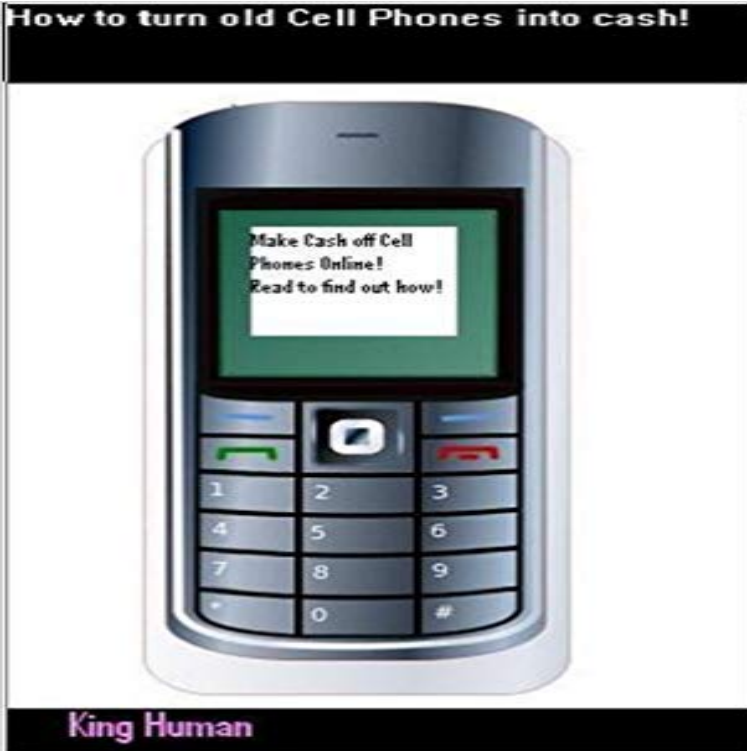 How to turn old Cell Phones into cash!
Make Cash off Cell
Phones Online!
Read to find out how!
1 2 3
4 5 6
7 8 9
* 0 #
King Human